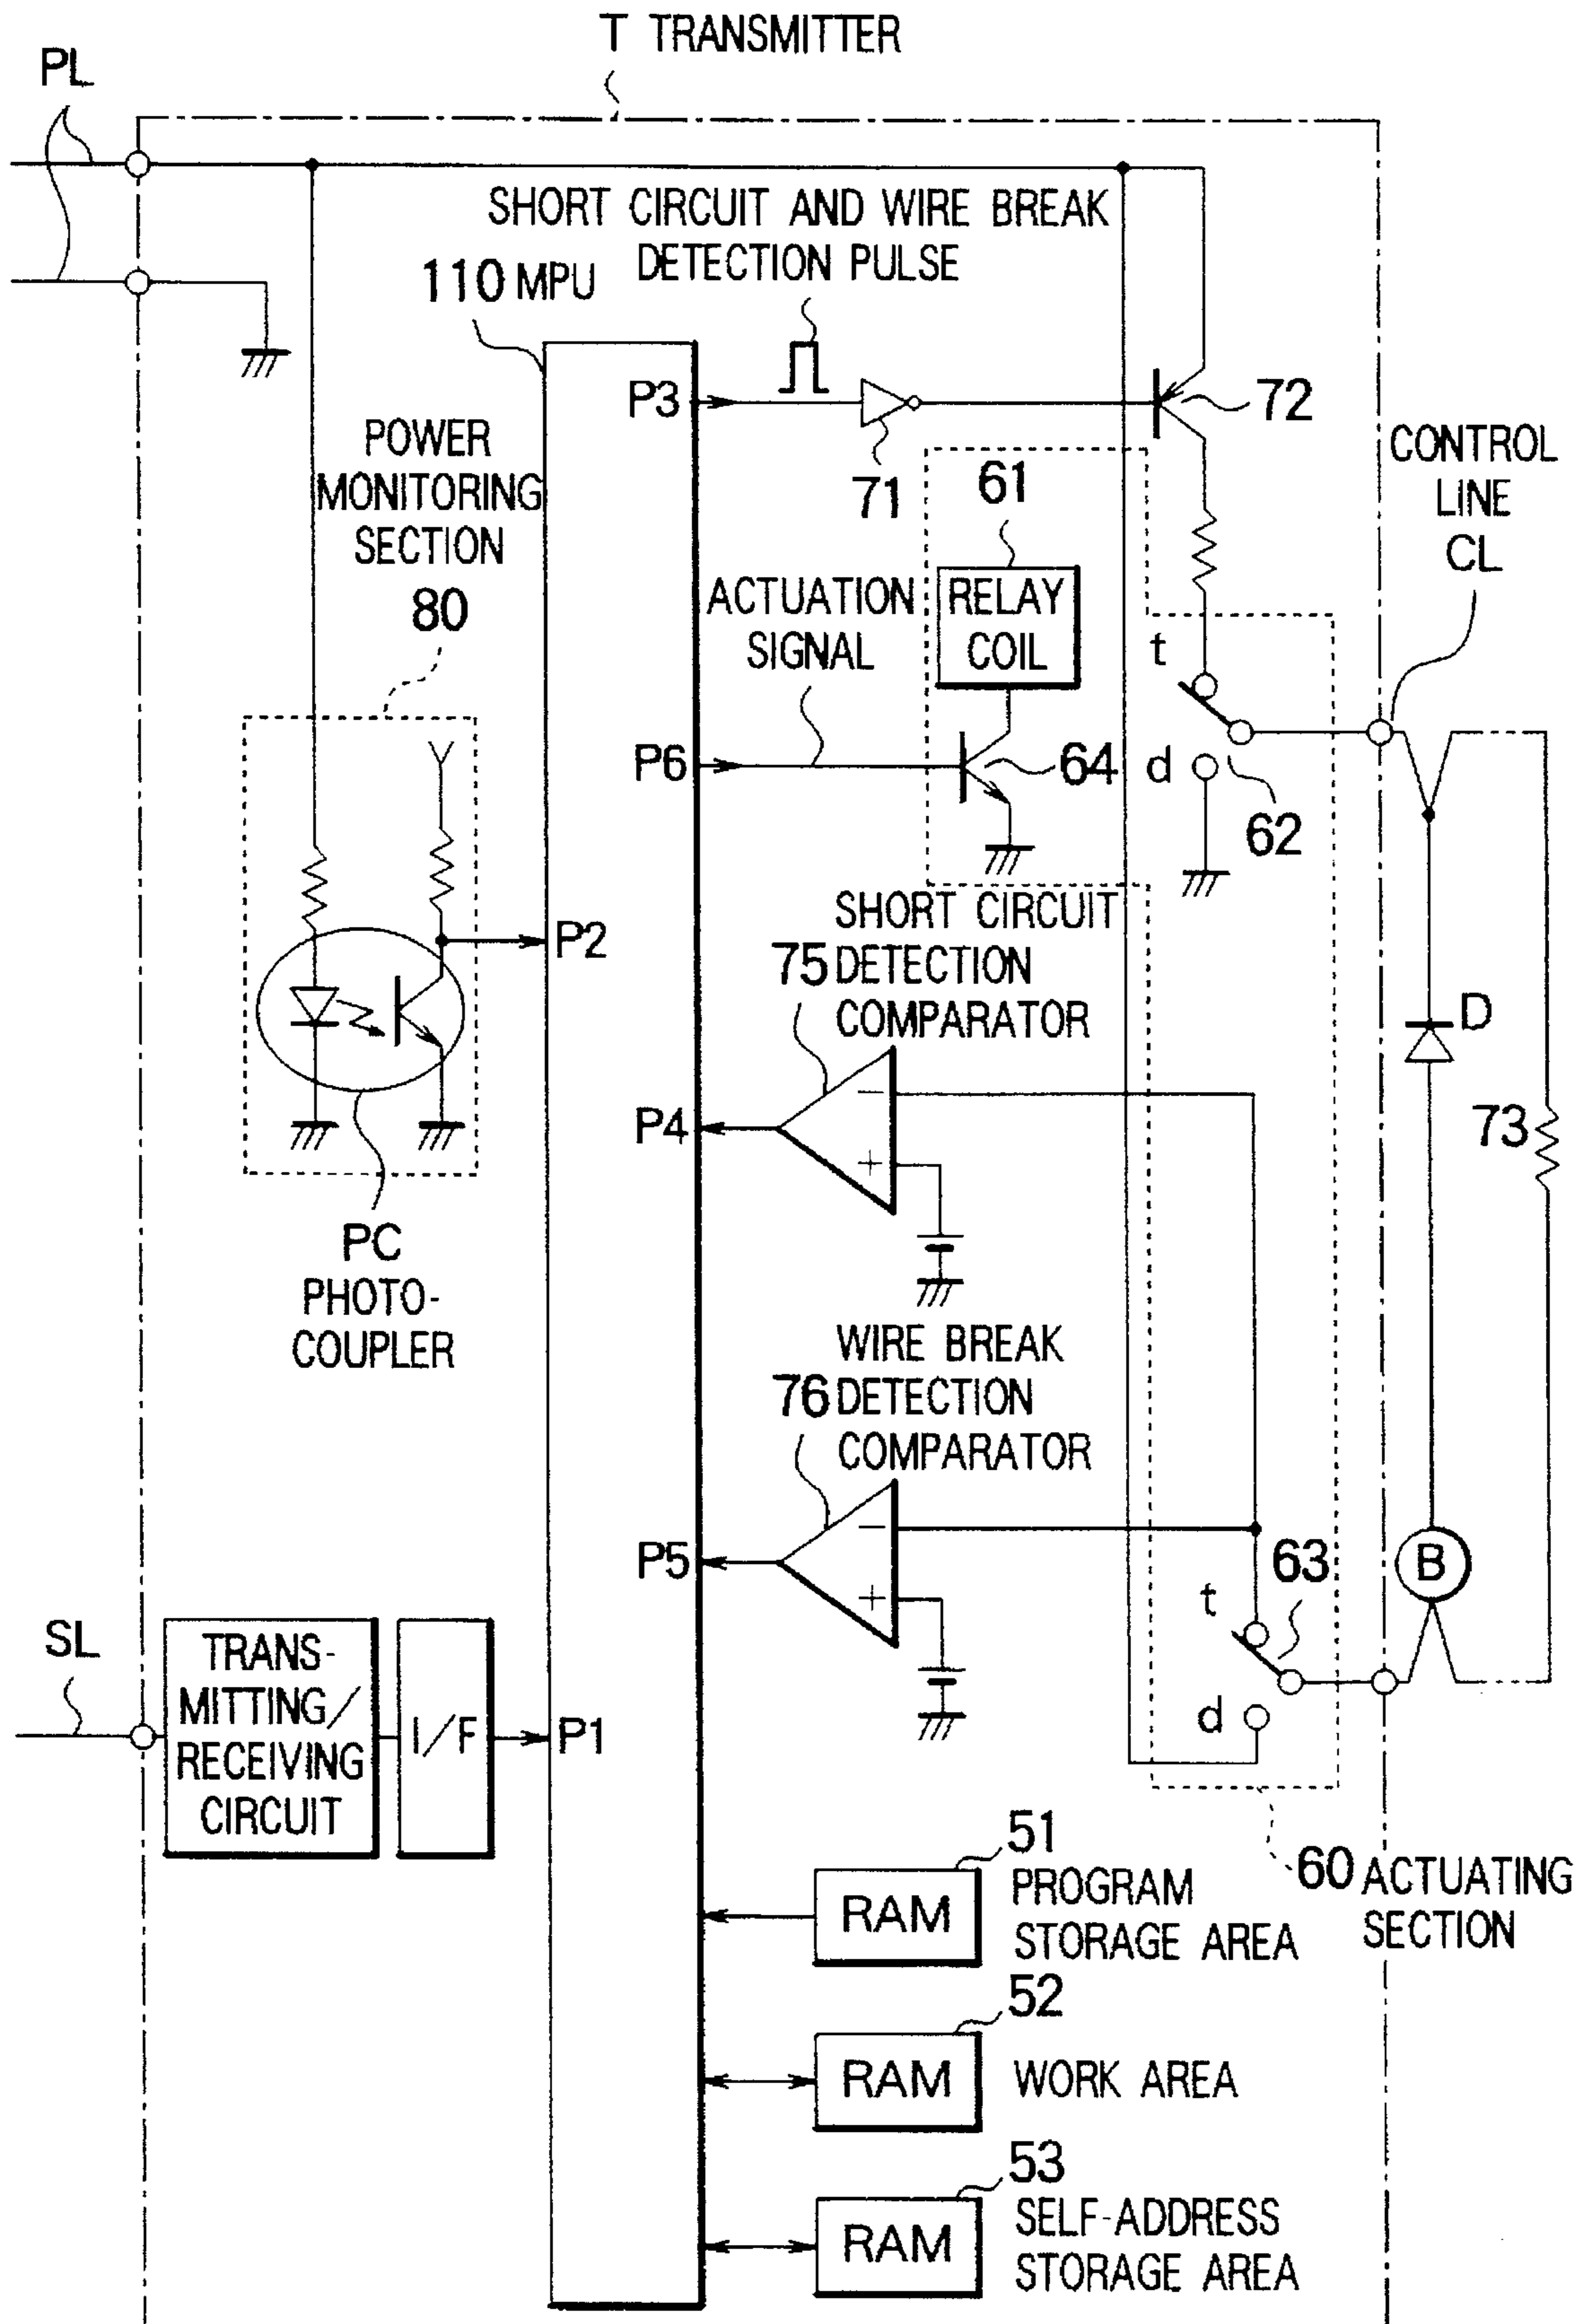 T TRANSMITTER
PL
SHORT CIRCUIT AND WIRE BREAK
DETECTION PULSE
110 MPU
P3
72
POWER
MONITORING
SECTION
80
71
61
CONTROL
LINE
CL
ACTUATION
SIGNAL
RELAY
COIL
t
P6
64
d
62
P2
SHORT CIRCUIT
75 DETECTION
COMPARATOR
D
−
P4
+
73
PC
PHOTO-
COUPLER
WIRE BREAK
76 DETECTION
COMPARATOR
−
P5
+
63
t
B
SL
TRANS-
MITTING/
RECEIVING
CIRCUIT
I/F
P1
d
51
RAM
PROGRAM
STORAGE AREA
60 ACTUATING
SECTION
52
RAM
WORK AREA
53
RAM
SELF-ADDRESS
STORAGE AREA